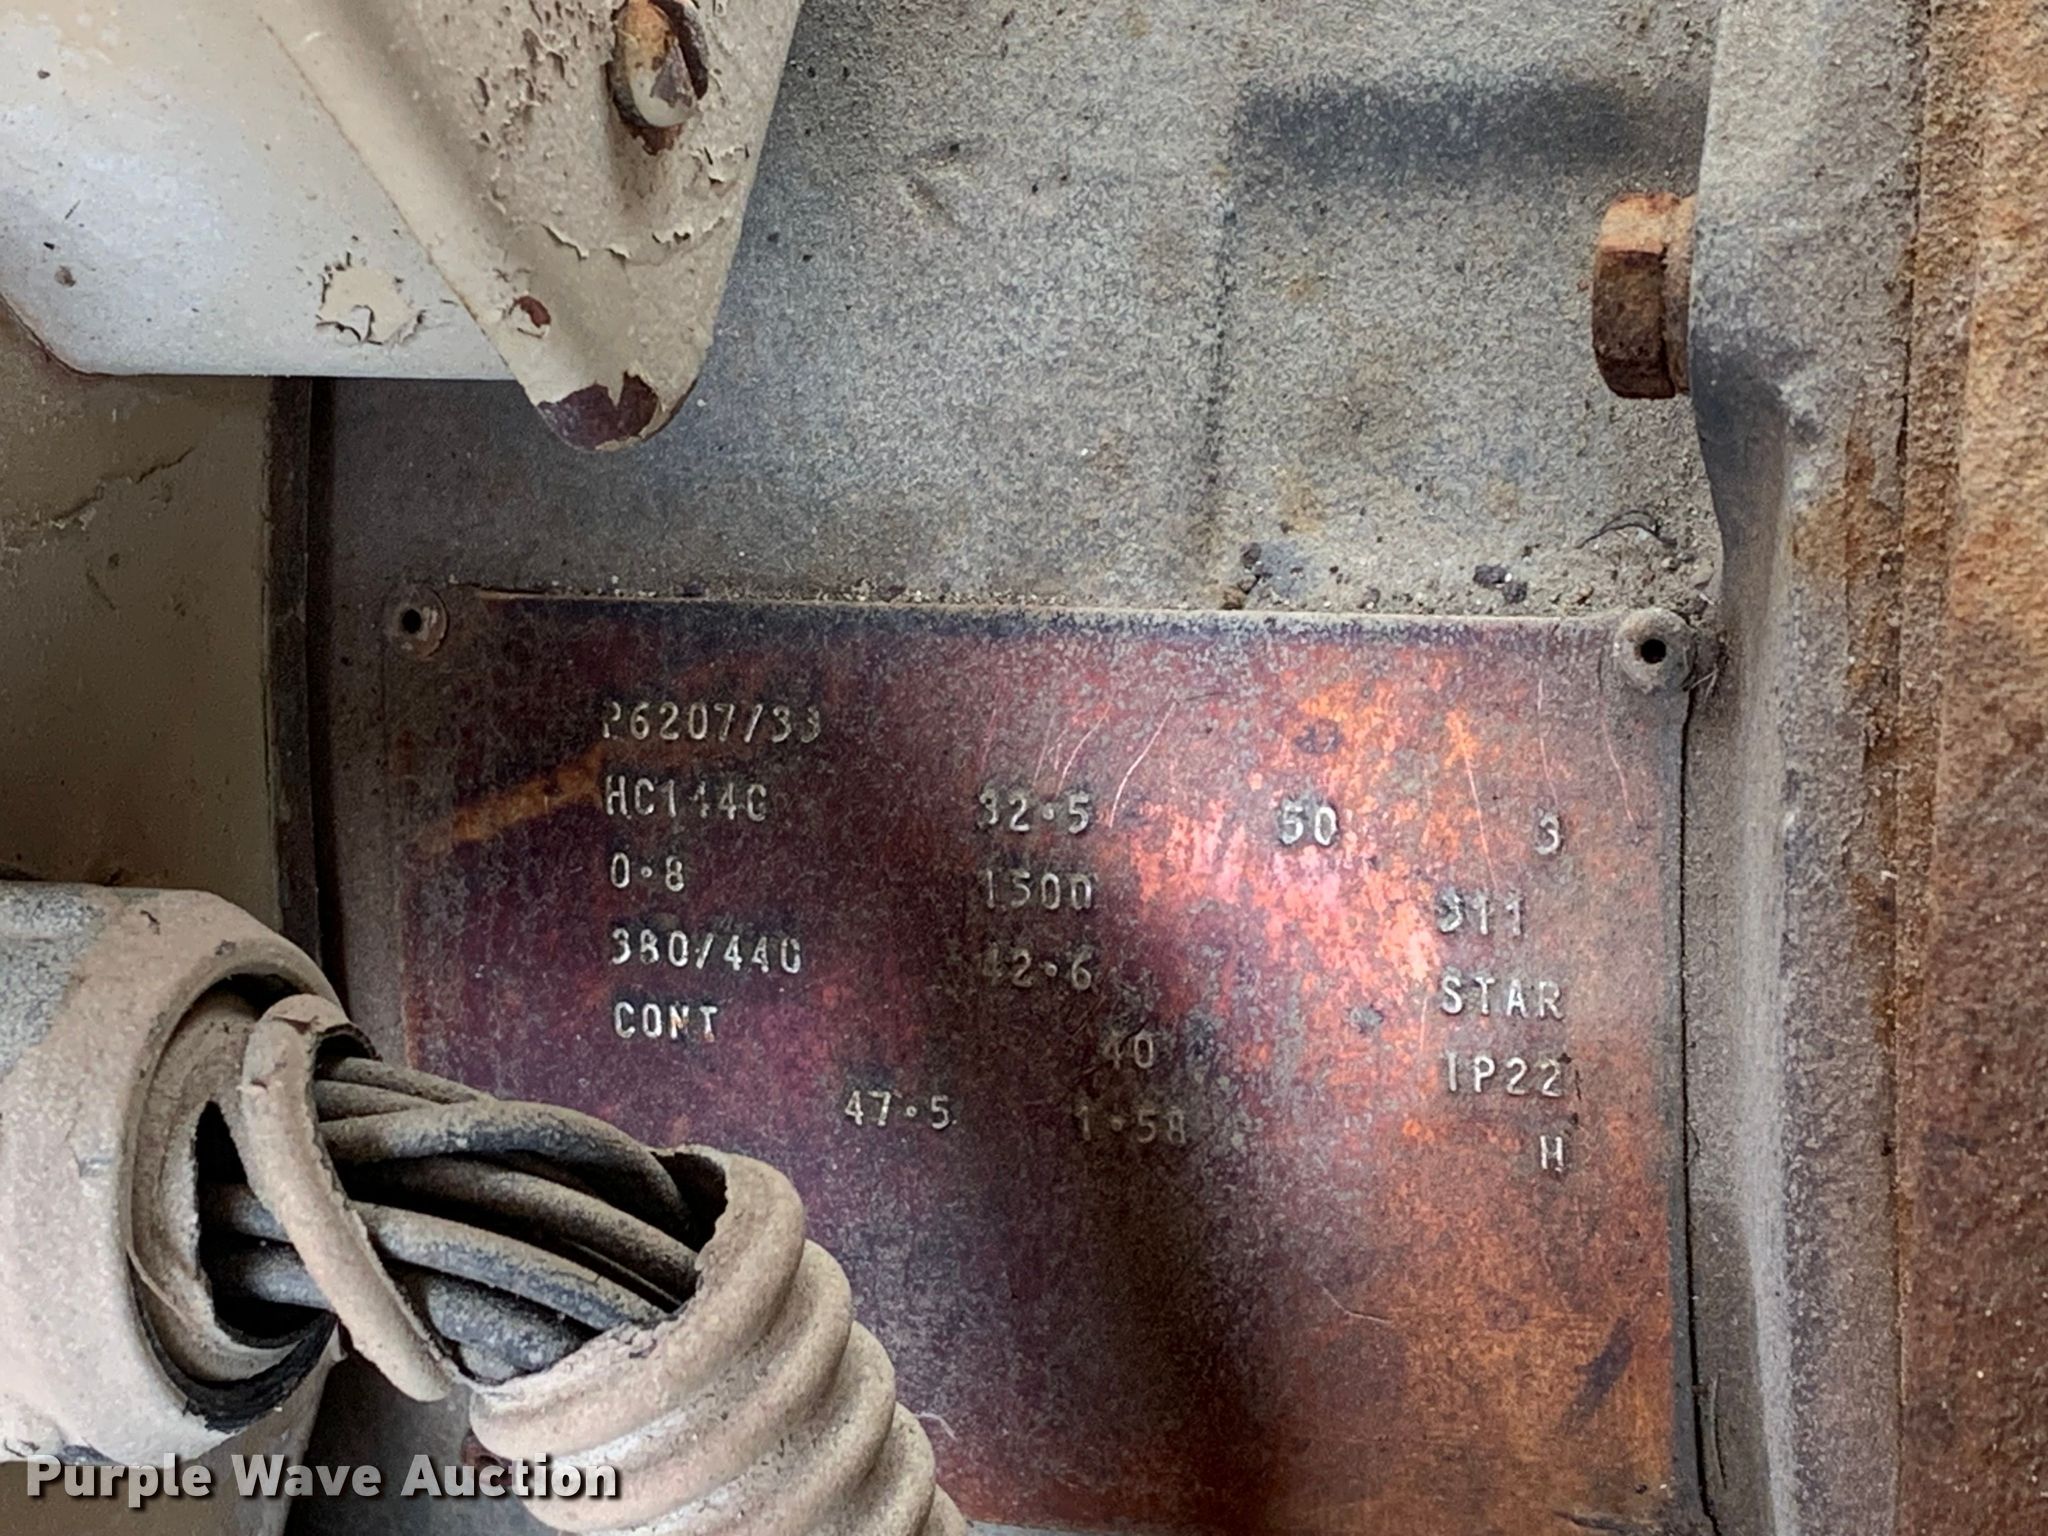 P6207/33
HC144C 32.5 50 3
0.8 1500 311
380/440 42.6 STAR
CONT 40 IP22
47.5 1.58 H
Purple Wave Auction